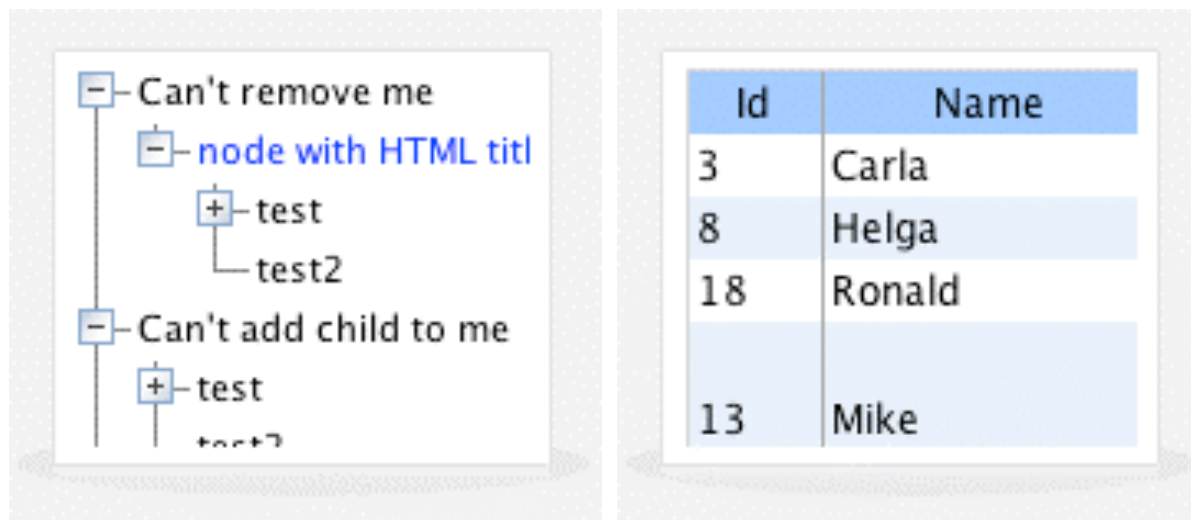 Can't remove me
node with HTML titl
test
test2
Can't add child to me
test
Id Name
3 Carla
8 Helga
18 Ronald
13 Mike